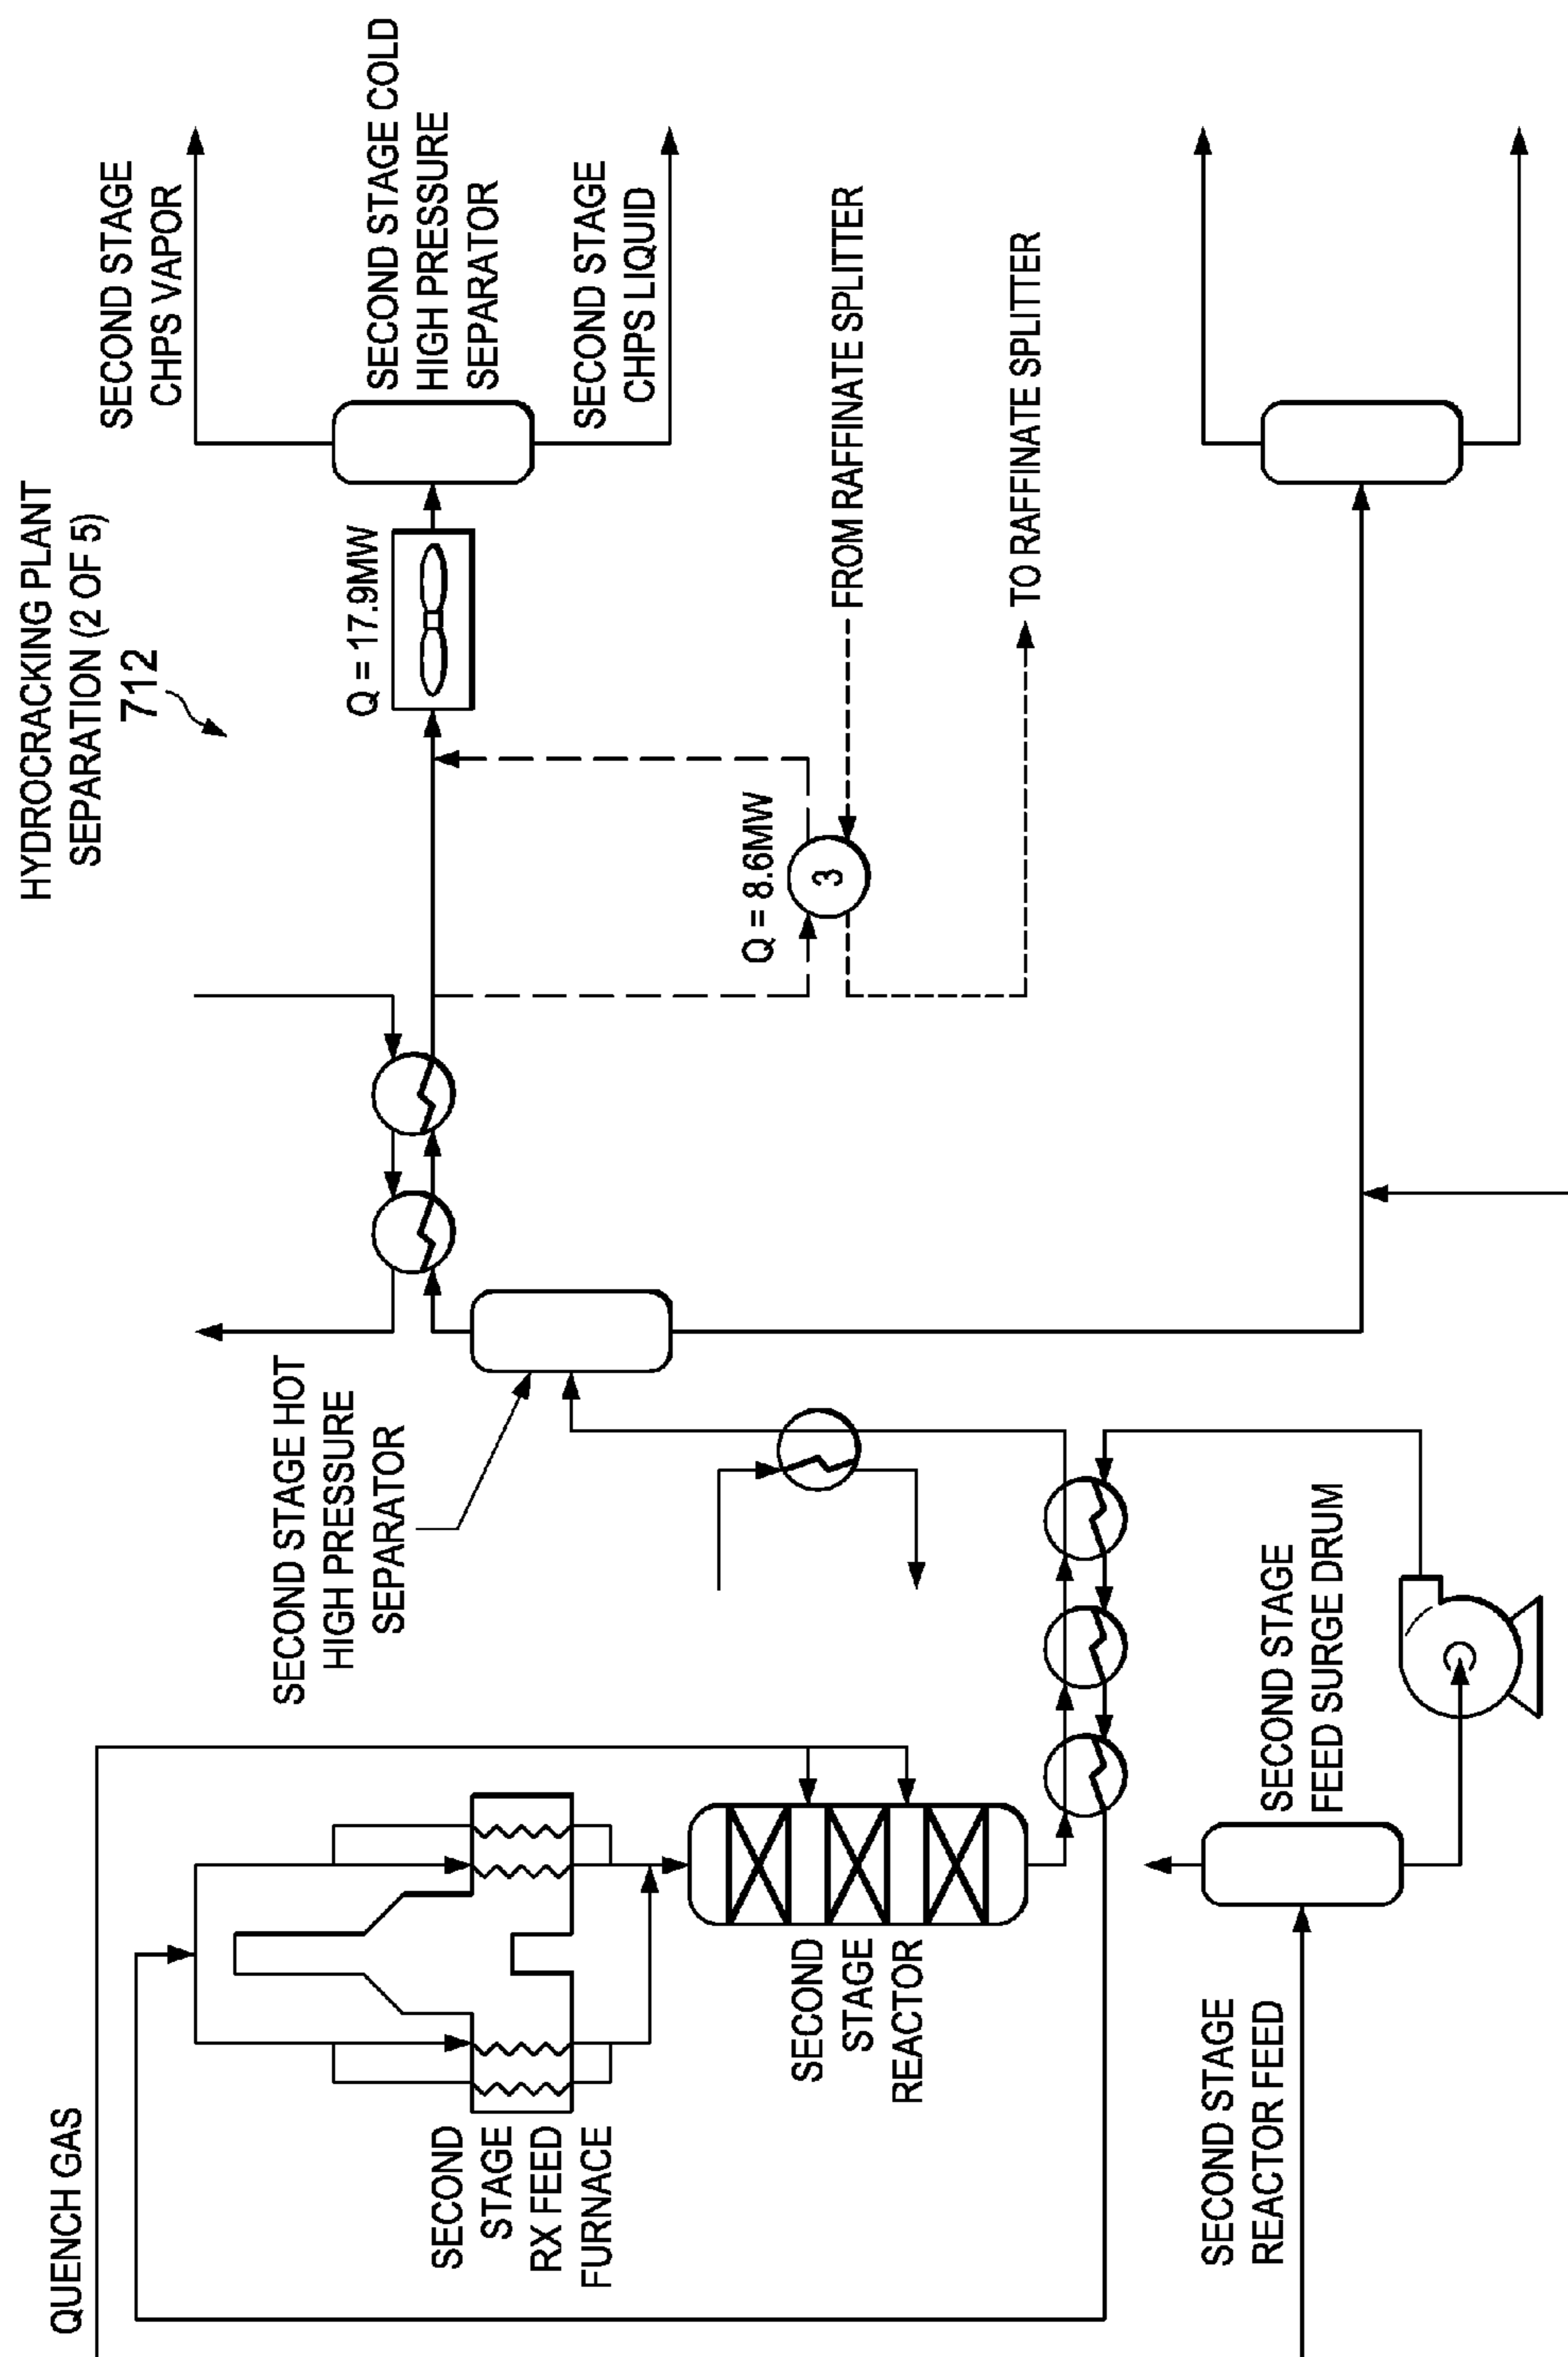 HYDROCRACKING PLANT
SEPARATION (2 OF 5)
712
QUENCH GAS
SECOND
STAGE
RX FEED
FURNACE
SECOND STAGE HOT
HIGH PRESSURE
SEPARATOR
Q = 17.9MW
SECOND STAGE
CHPS VAPOR
SECOND STAGE COLD
HIGH PRESSURE
SEPARATOR
SECOND STAGE
CHPS LIQUID
Q = 8.6MW
3
FROM RAFFINATE SPLITTER
TO RAFFINATE SPLITTER
SECOND
STAGE
REACTOR
SECOND STAGE
REACTOR FEED
SECOND STAGE
FEED SURGE DRUM